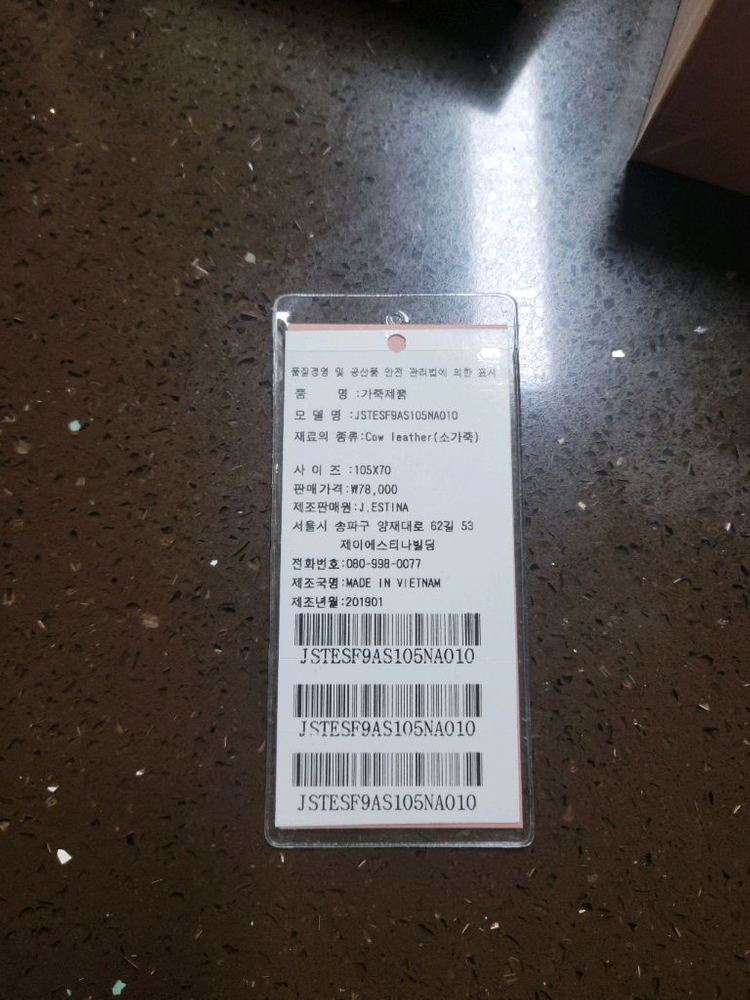 품질경영 및 공산품 안전 관리법에 의한 표시
품 명 :가죽제품
모 델 명 :JSTESF9AS105NA010
재료의 종류:Cow leather(소가죽)
사 이 즈 :105X70
판매가격:₩78,000
제조판매원:J.ESTINA
서울시 송파구 양재대로 62길 53
제이에스티나빌딩
전화번호:080-998-0077
제조국명:MADE IN VIETNAM
제조년월:201901
JSTESF9AS105NA010
JSTESF9AS105NA010
JSTESF9AS105NA010